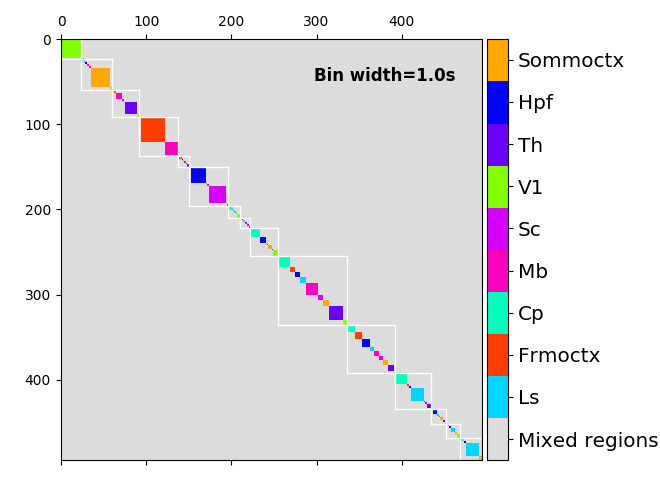 0 100 200 300 400
0
100
200
300
400
Bin width=1.0s
Sommoctx
Hpf
Th
V1
Sc
Mb
Cp
Frmoctx
Ls
Mixed regions